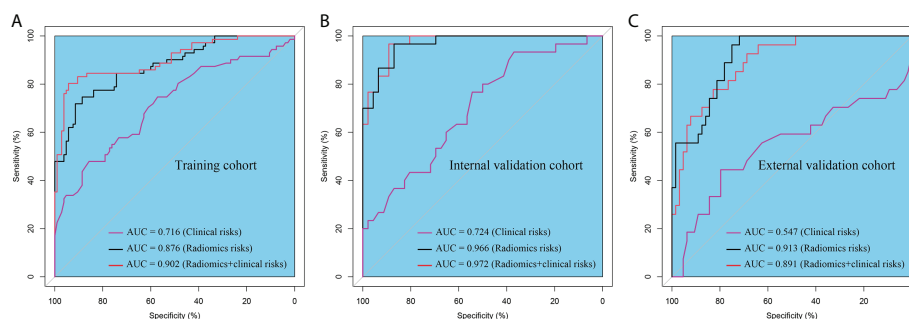 A
B
C
100
80
60
40
20
0
Sensitivity (%)
Training cohort
AUC = 0.716 (Clinical risks)
AUC = 0.876 (Radiomics risks)
AUC = 0.902 (Radiomics+clinical risks)
100 80 60 40 20 0
Specificity (%)
100
80
60
40
20
0
Sensitivity (%)
Internal validation cohort
AUC = 0.724 (Clinical risks)
AUC = 0.966 (Radiomics risks)
AUC = 0.972 (Radiomics+clinical risks)
100 80 60 40 20 0
Specificity (%)
100
80
60
40
20
0
Sensitivity (%)
External validation cohort
AUC = 0.547 (Clinical risks)
AUC = 0.913 (Radiomics risks)
AUC = 0.891 (Radiomics+clinical risks)
100 80 60 40 20
Specificity (%)